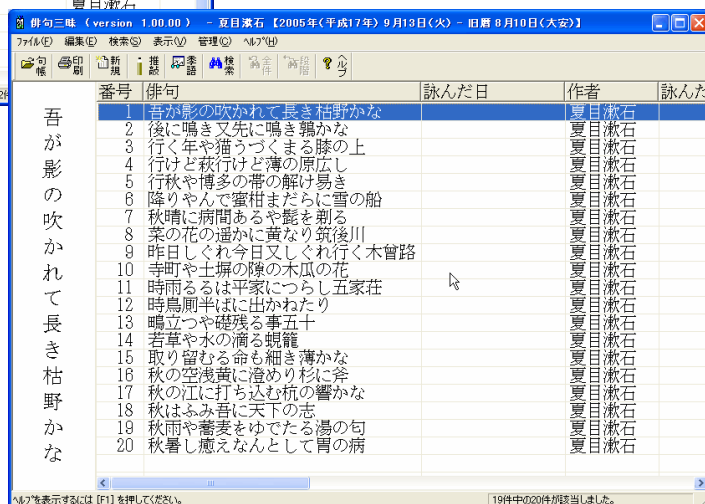 夏目漱石
俳句三昧 ( version 1.00.00 ) - 夏目漱石 【2005年(平成17年) 9月13日(火) - 旧暦 8月10日(大安)】
ファイル(F) 編集(E) 検索(S) 表示(V) 管理(C) ヘルプ(H)
句帳 印刷 新規 推敲 季語 検索 全件 段階 ヘルプ
番号 俳句 詠んだ日 作者 詠んだ
1 吾が影の吹かれて長き枯野かな 夏目漱石
2 後に鳴き又先に鳴き鶉かな 夏目漱石
3 行く年や猫うづくまる膝の上 夏目漱石
4 行けど萩行けど薄の原広し 夏目漱石
5 行秋や博多の帯の解け易き 夏目漱石
6 降りやんで蜜柑まだらに雪の船 夏目漱石
7 秋晴に病間あるや髭を剃る 夏目漱石
8 菜の花の遥かに黄なり筑後川 夏目漱石
9 昨日しぐれ今日又しぐれ行く木曾路 夏目漱石
10 寺町や土塀の隙の木瓜の花 夏目漱石
11 時雨るるは平家につらし五家荘 夏目漱石
12 時鳥厠半ばに出かねたり 夏目漱石
13 鴫立つや礎残る事五十 夏目漱石
14 若草や水の滴る蜆籠 夏目漱石
15 取り留むる命も細き薄かな 夏目漱石
16 秋の空浅黄に澄めり杉に斧 夏目漱石
17 秋の江に打ち込む杭の響かな 夏目漱石
18 秋はふみ吾に天下の志 夏目漱石
19 秋雨や蕎麦をゆでたる湯の匂 夏目漱石
20 秋暑し癒えなんとして胃の病 夏目漱石
吾が影の吹かれて長き枯野かな
ヘルプを表示するには [F1] を押してください。
19件中の20件が該当しました。